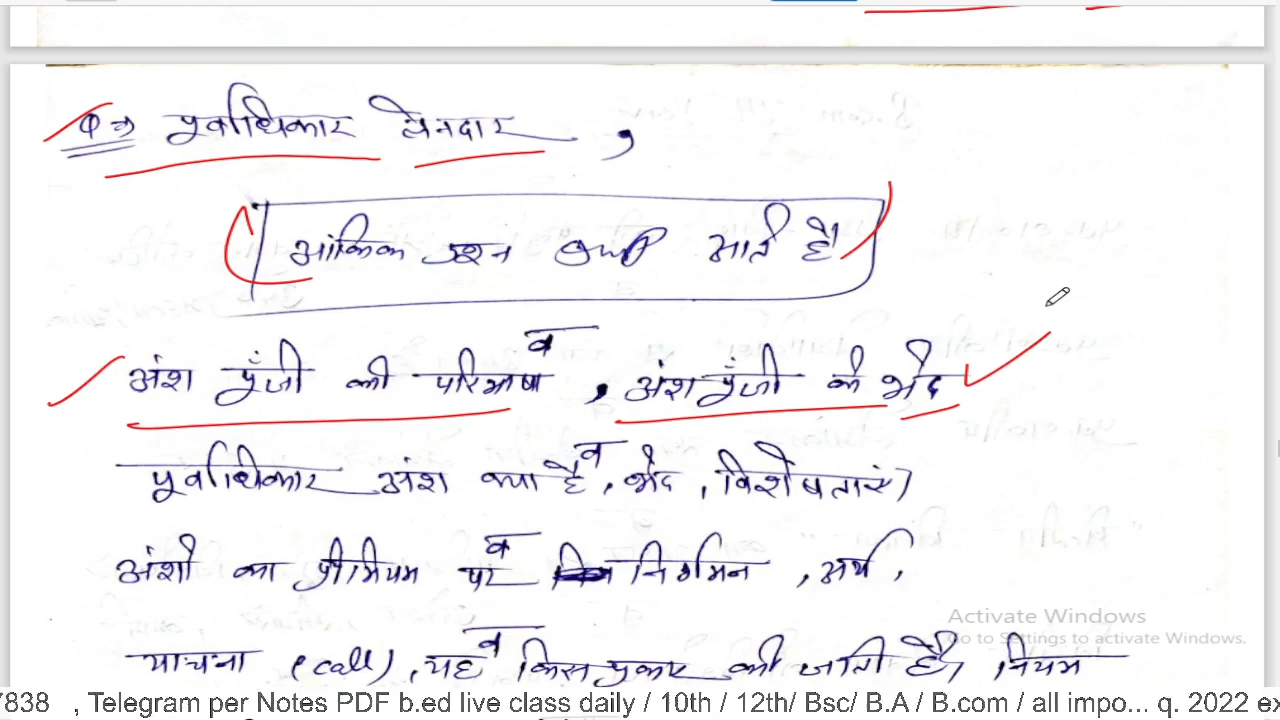 Q→ पूर्वाधिकार लेनदार ,
आंकिक प्रश्न आते है।
अंश पूँजी की परिभाषा व , अंश पूँजी के भेद
पूर्वाधिकार अंश क्या है व , भेद , विशेषताएं)
अंशो का प्रीमियम पर व निर्गमन , अर्थ ,
याचना (call) , यह व किस प्रकार की जाती है, नियम
Activate Windows
Go to Settings to activate Windows.
7838 , Telegram per Notes PDF b.ed live class daily / 10th / 12th/ Bsc/ B.A / B.com / all impo... q. 2022 ex